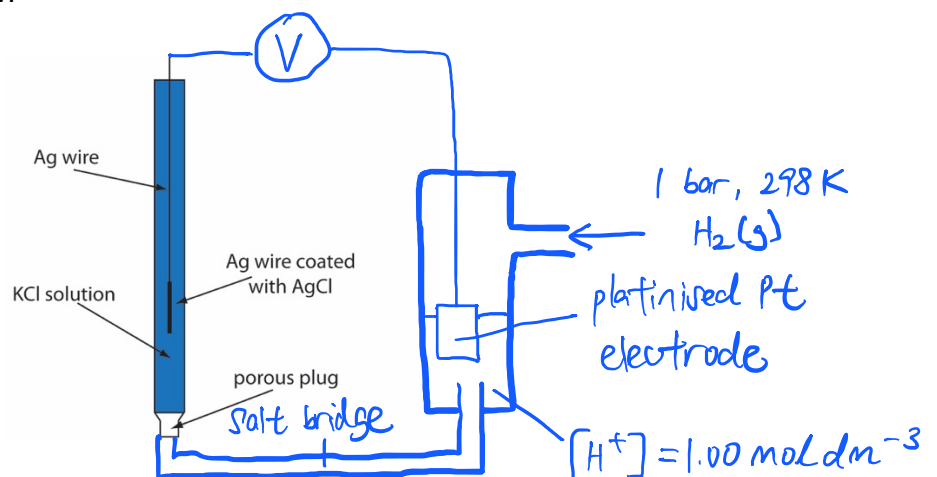 V
Ag wire
1 bar, 298 K
H₂(g)
Ag wire coated
with AgCl
KCl solution
platinised Pt
electrode
porous plug
salt bridge
[H⁺] = 1.00 mol dm⁻³